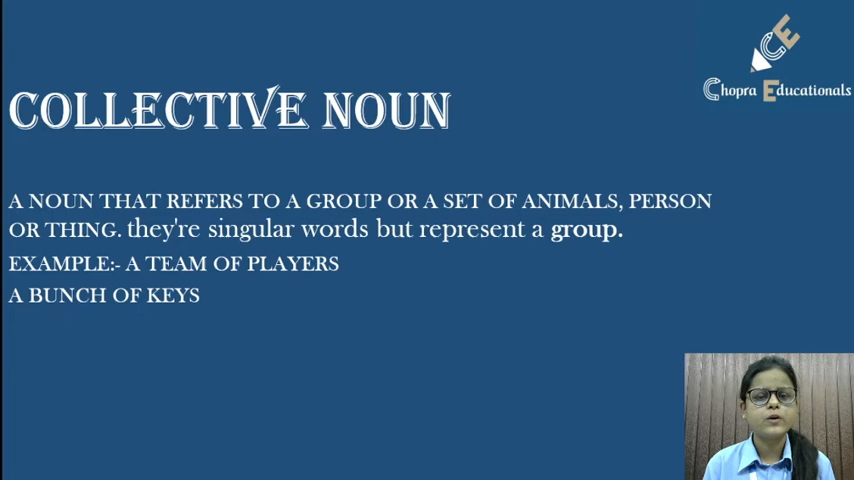 CE
Chopra Educationals
COLLECTIVE NOUN
A NOUN THAT REFERS TO A GROUP OR A SET OF ANIMALS, PERSON
OR THING. they're singular words but represent a group.
EXAMPLE:- A TEAM OF PLAYERS
A BUNCH OF KEYS